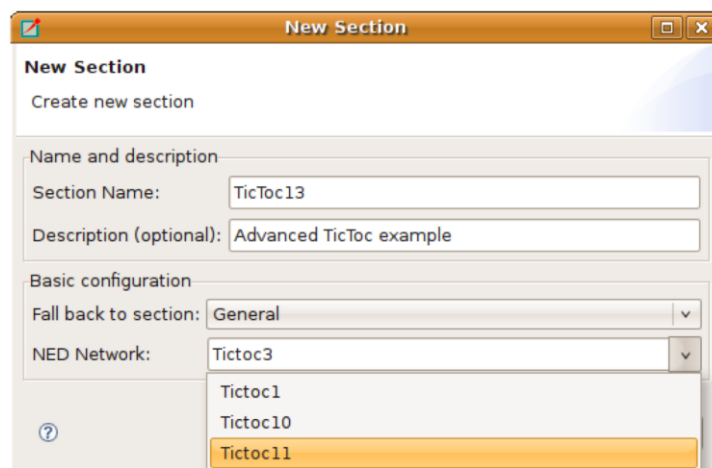 New Section
New Section
Create new section
Name and description
Section Name: TicToc13
Description (optional): Advanced TicToc example
Basic configuration
Fall back to section: General
NED Network: Tictoc3
Tictoc1
Tictoc10
Tictoc11